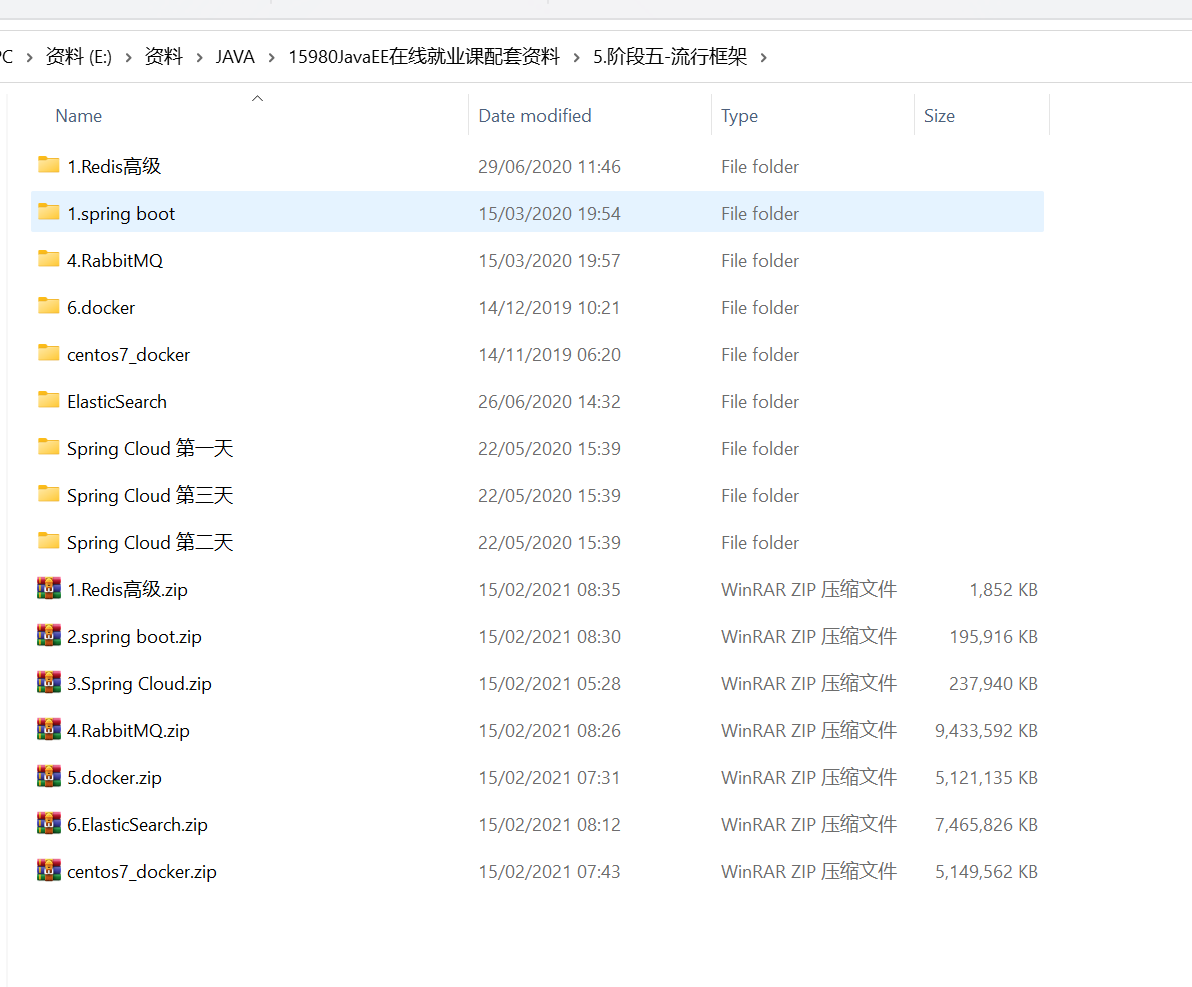 PC > 资料 (E:) > 资料 > JAVA > 15980JavaEE在线就业课配套资料 > 5.阶段五-流行框架 >
Name Date modified Type Size
1.Redis高级 29/06/2020 11:46 File folder
1.spring boot 15/03/2020 19:54 File folder
4.RabbitMQ 15/03/2020 19:57 File folder
6.docker 14/12/2019 10:21 File folder
centos7_docker 14/11/2019 06:20 File folder
ElasticSearch 26/06/2020 14:32 File folder
Spring Cloud 第一天 22/05/2020 15:39 File folder
Spring Cloud 第三天 22/05/2020 15:39 File folder
Spring Cloud 第二天 22/05/2020 15:39 File folder
1.Redis高级.zip 15/02/2021 08:35 WinRAR ZIP 压缩文件 1,852 KB
2.spring boot.zip 15/02/2021 08:30 WinRAR ZIP 压缩文件 195,916 KB
3.Spring Cloud.zip 15/02/2021 05:28 WinRAR ZIP 压缩文件 237,940 KB
4.RabbitMQ.zip 15/02/2021 08:26 WinRAR ZIP 压缩文件 9,433,592 KB
5.docker.zip 15/02/2021 07:31 WinRAR ZIP 压缩文件 5,121,135 KB
6.ElasticSearch.zip 15/02/2021 08:12 WinRAR ZIP 压缩文件 7,465,826 KB
centos7_docker.zip 15/02/2021 07:43 WinRAR ZIP 压缩文件 5,149,562 KB